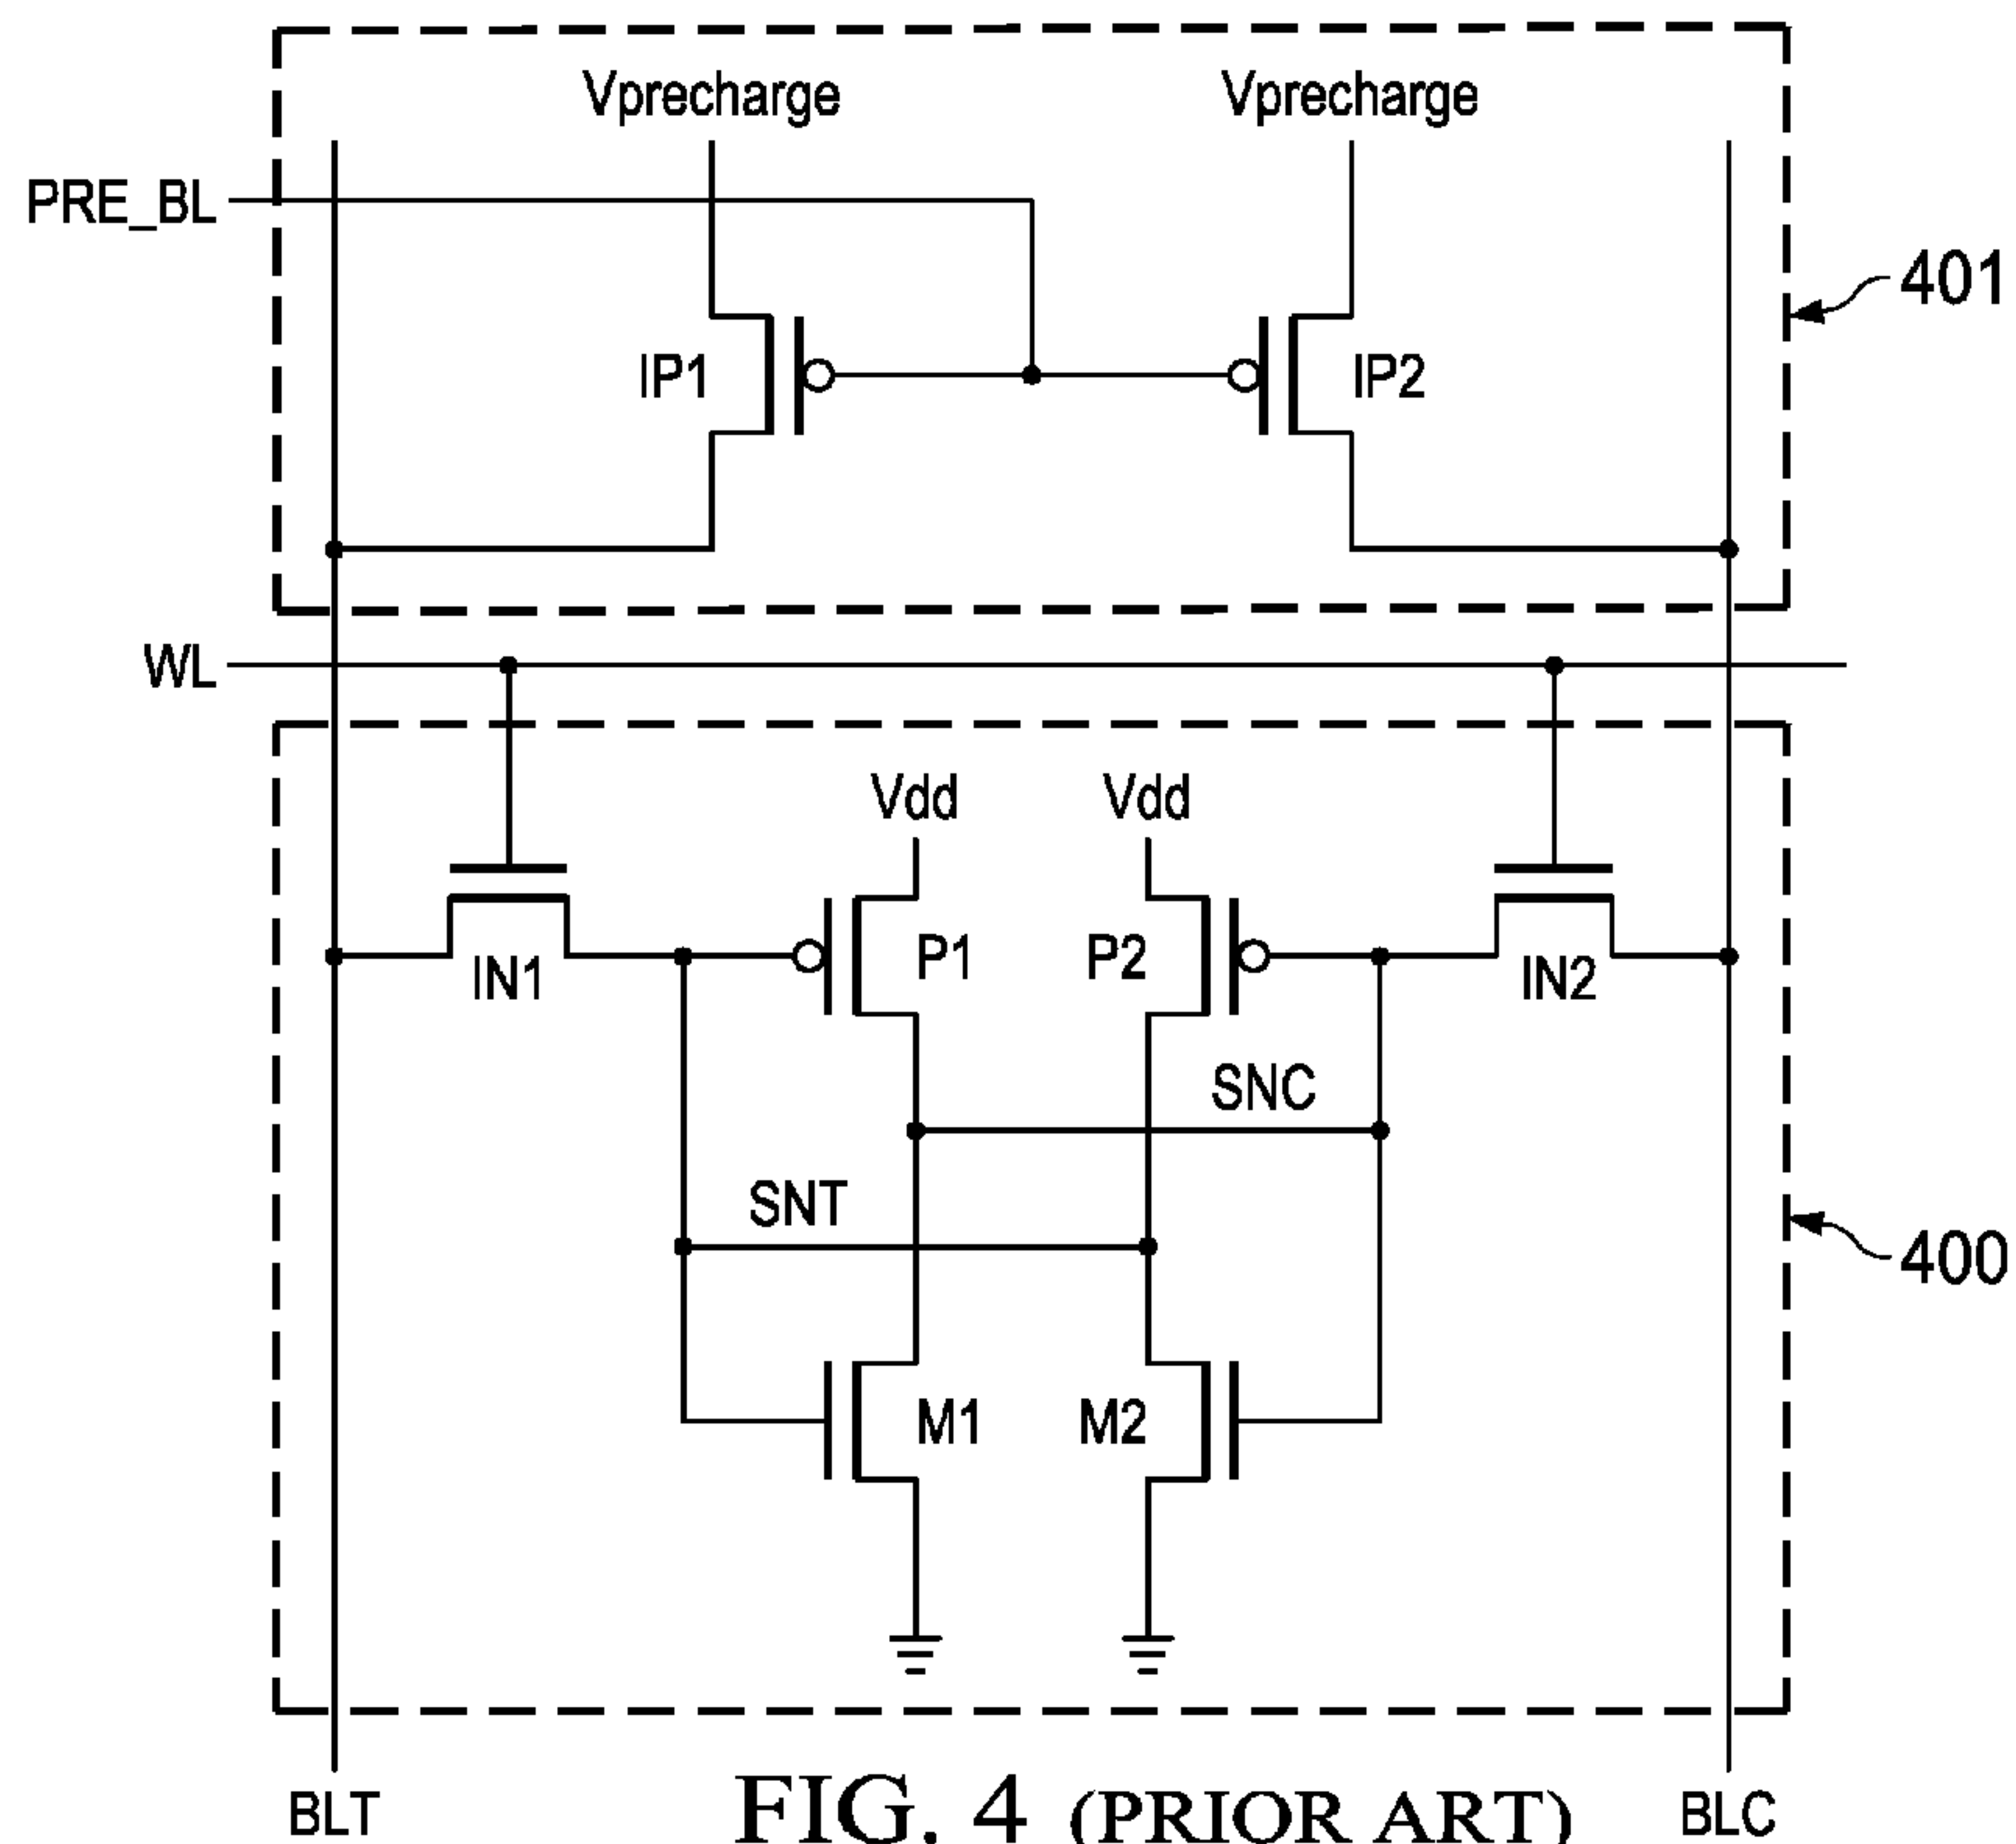 Vprecharge Vprecharge
PRE_BL
401
IP1 IP2
WL
Vdd Vdd
P1 P2
IN1 IN2
SNC
SNT
400
M1 M2
BLT FIG. 4 (PRIOR ART) BLC